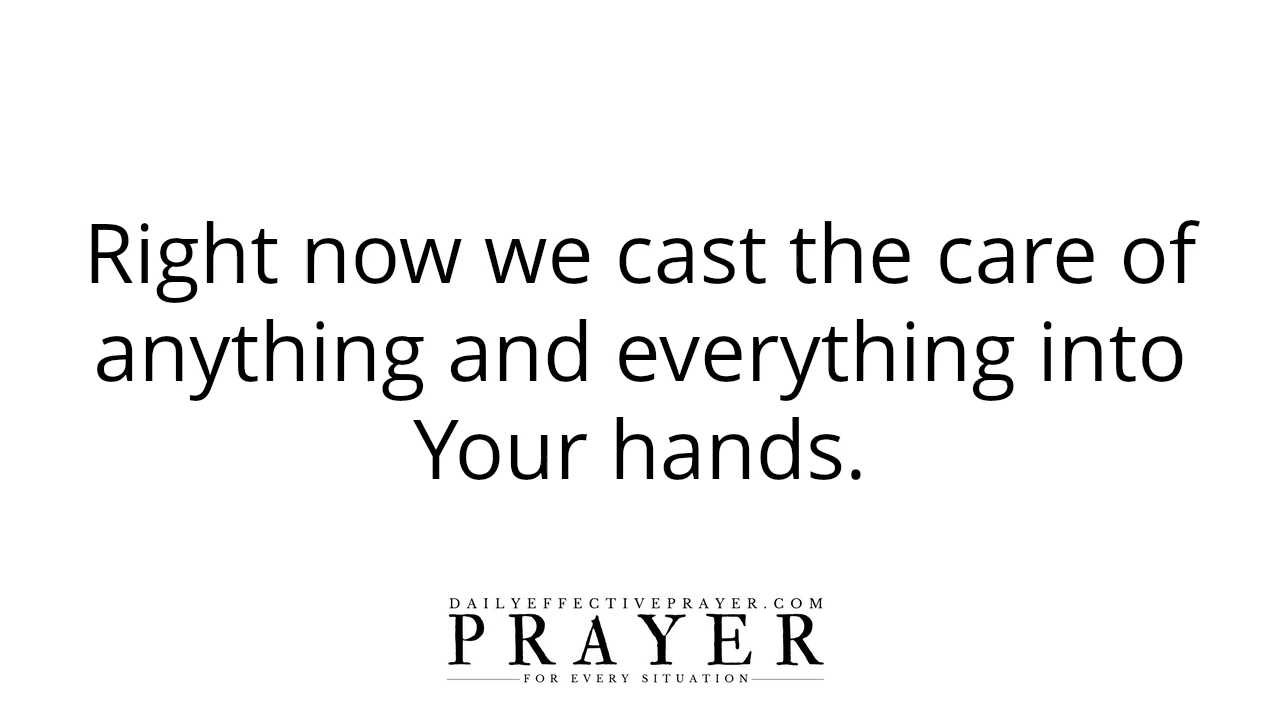 Right now we cast the care of
anything and everything into
Your hands.
DAILYEFFECTIVEPRAYER.COM
PRAYER
FOR EVERY SITUATION